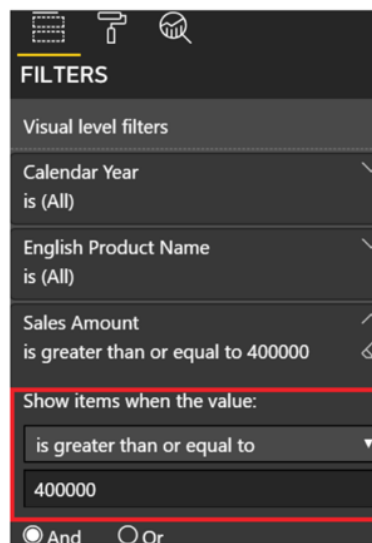 FILTERS
Visual level filters
Calendar Year
is (All)
English Product Name
is (All)
Sales Amount
is greater than or equal to 400000
Show items when the value:
is greater than or equal to
400000
And Or